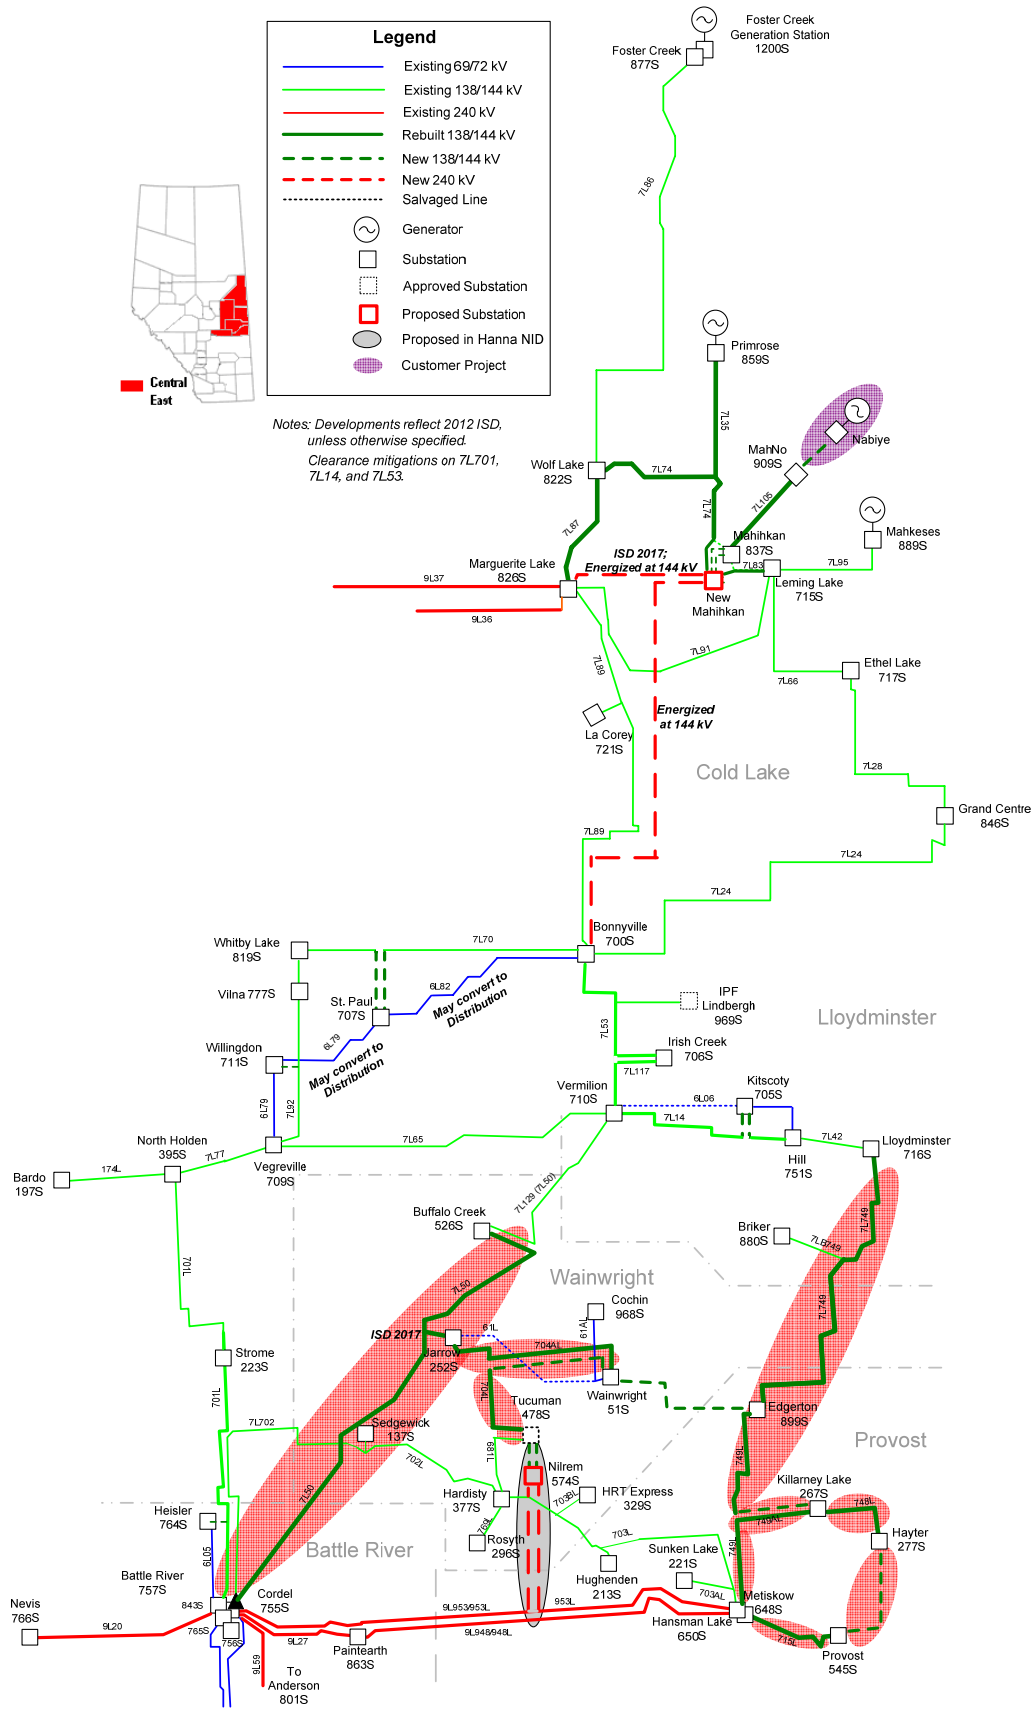 Legend
Existing 69/72 kV
Existing 138/144 kV
Existing 240 kV
Rebuilt 138/144 kV
New 138/144 kV
New 240 kV
Salvaged Line
Generator
Substation
Approved Substation
Proposed Substation
Proposed in Hanna NID
Customer Project
Central
East
Notes: Developments reflect 2012 ISD,
unless otherwise specified.
Clearance mitigations on 7L701,
7L14, and 7L53.
Foster Creek
Generation Station
1200S
Foster Creek
877S
7L86
Primrose
859S
7L35
Nabiye
MahNo
909S
7L105
Wolf Lake
822S
7L74
7L74
7L87
Mahkeses
889S
Mahihkan
837S
ISD 2017;
Energized at 144 kV
Marguerite Lake
826S
7L83
7L95
Leming Lake
715S
New
Mahihkan
9L37
9L36
7L91
7L89
7L66
Ethel Lake
717S
Energized
at 144 kV
La Corey
721S
Cold Lake
7L28
Grand Centre
846S
7L89
7L24
7L24
Bonnyville
700S
Whitby Lake
819S
7L70
Vilna 777S
St. Paul
707S
6L82
May convert to
Distribution
IPF
Lindbergh
969S
Lloydminster
7L53
Willingdon
711S
6L79
May convert to
Distribution
Irish Creek
706S
7L117
6L79
7L92
Vermilion
710S
6L06
Kitscoty
705S
7L14
7L42
Hill
751S
Lloydminster
716S
North Holden
395S
7L77
7L65
Vegreville
709S
Bardo
197S
174L
7L129 (7L50)
Buffalo Creek
526S
Briker
880S
7LB749
7L749
701L
Wainwright
7L50
Cochin
968S
61L
61AL
7L749
ISD 2017
Jarrow
252S
704AL
Strome
223S
704L
Wainwright
51S
Tucuman
478S
701L
7L702
Sedgewick
137S
Edgerton
899S
Provost
702L
681L
749L
Nilrem
574S
Killarney Lake
267S
7L50
Hardisty
377S
703BL
HRT Express
329S
748L
749AL
Heisler
764S
769L
Rosyth
296S
703L
Hayter
277S
Battle River
6L05
Sunken Lake
221S
749L
Hughenden
213S
703AL
Battle River
757S
Cordel
755S
Metiskow
648S
843S
Nevis
766S
9L953/953L
953L
Hansman Lake
650S
765S
756S
9L20
9L27
9L948/948L
Paintearth
863S
715L
Provost
545S
9L59
To
Anderson
801S